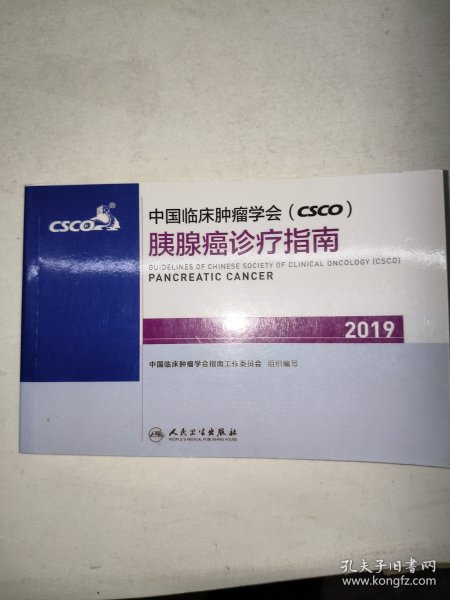 CSCO®
中国临床肿瘤学会（CSCO）
胰腺癌诊疗指南
GUIDELINES OF CHINESE SOCIETY OF CLINICAL ONCOLOGY (CSCO)
PANCREATIC CANCER
2019
中国临床肿瘤学会指南工作委员会 组织编写
人民卫生出版社
PEOPLE'S MEDICAL PUBLISHING HOUSE
孔夫子旧书网
www.kongfz.com